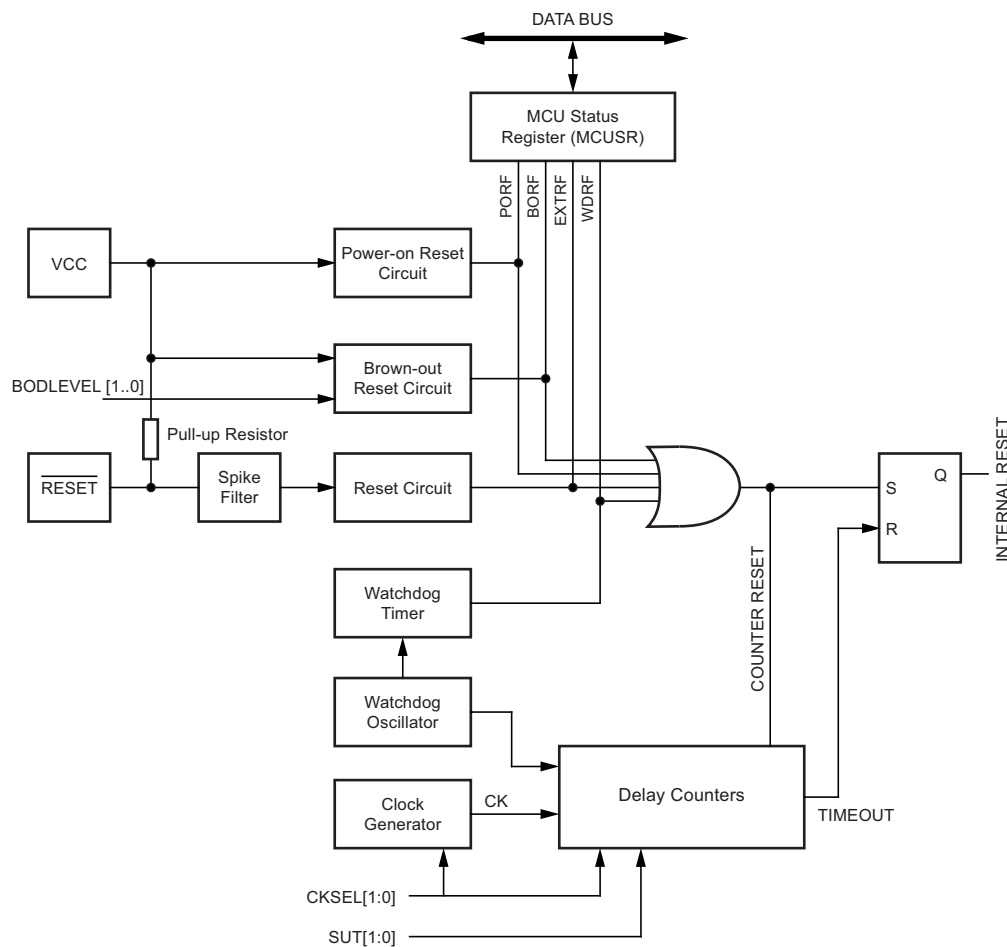 DATA BUS
MCU Status
Register (MCUSR)
PORF
BORF
EXTRF
WDRF
VCC
Power-on Reset
Circuit
Brown-out
Reset Circuit
BODLEVEL [1..0]
Pull-up Resistor
RESET
Spike
Filter
Reset Circuit
S
R
Q
INTERNAL RESET
Watchdog
Timer
COUNTER RESET
Watchdog
Oscillator
Clock
Generator
CK
Delay Counters
TIMEOUT
CKSEL[1:0]
SUT[1:0]